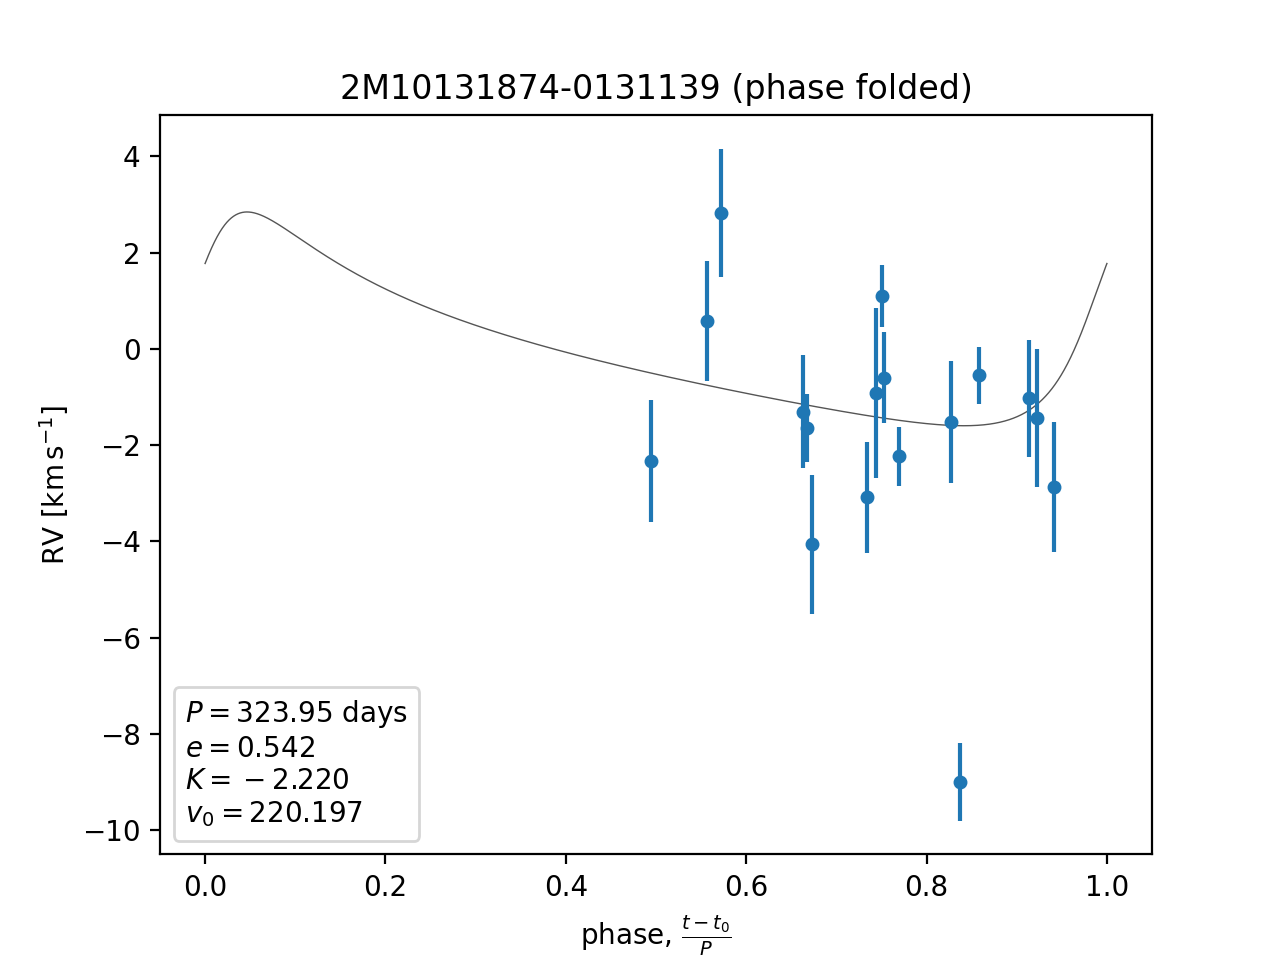 2M10131874-0131139 (phase folded)
4
2
0
−2
−4
−6
−8
−10
RV [km s⁻¹]
P = 323.95 days
e = 0.542
K = −2.220
v₀ = 220.197
0.0 0.2 0.4 0.6 0.8 1.0
phase, (t − t₀)/P